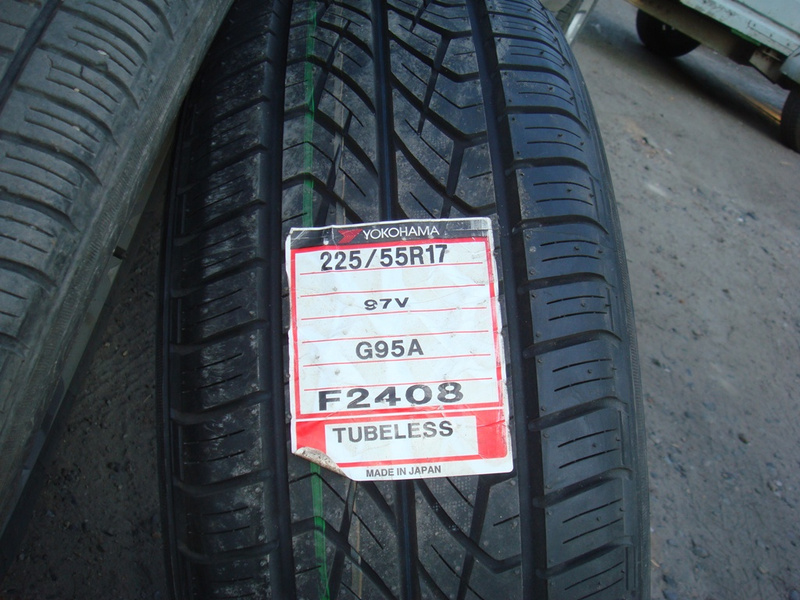 YOKOHAMA
225/55R17
97V
G95A
F2408
TUBELESS
MADE IN JAPAN